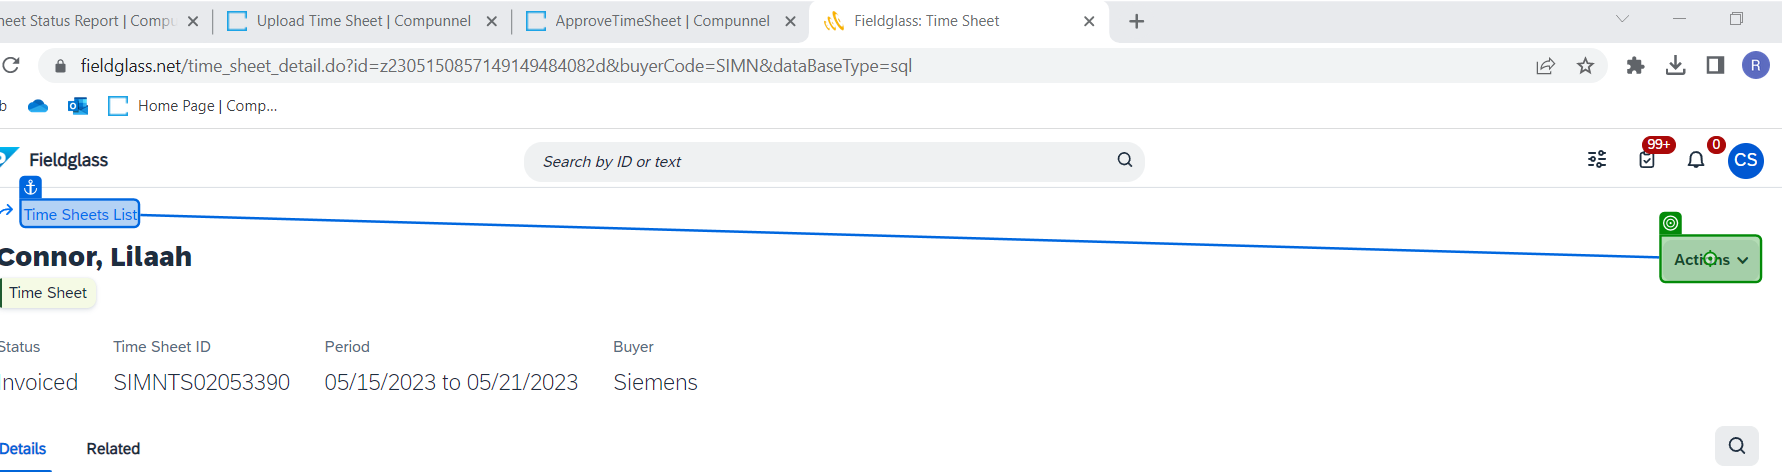 eet Status Report | Compu
Upload Time Sheet | Compunnel
ApproveTimeSheet | Compunnel
Fieldglass: Time Sheet
fieldglass.net/time_sheet_detail.do?id=z2305150857149149484082d&buyerCode=SIMN&dataBaseType=sql
R
b
Home Page | Comp...
Fieldglass
Search by ID or text
99+
0
CS
Time Sheets List
Connor, Lilaah
Actions
Time Sheet
Status Time Sheet ID Period Buyer
Invoiced SIMNTS02053390 05/15/2023 to 05/21/2023 Siemens
Details Related